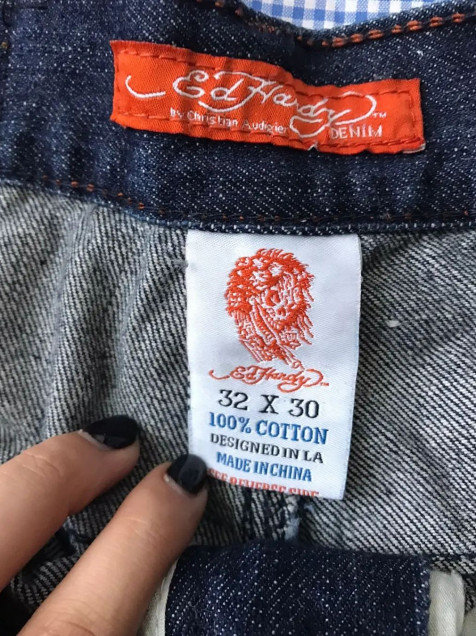 Ed Hardy™
by Christian Audigier DENIM
Ed Hardy
32 X 30
100% COTTON
DESIGNED IN LA
MADE IN CHINA
SEE REVERSE SIDE